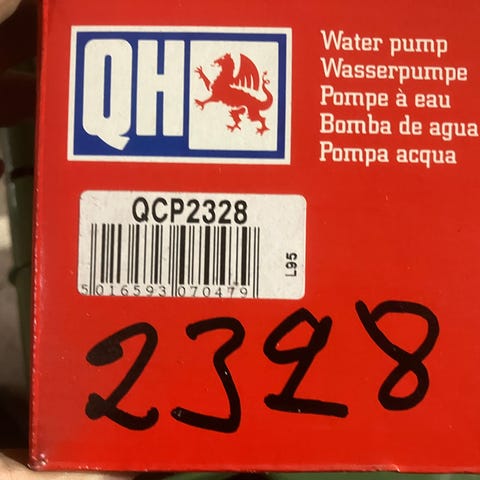 QH
Water pump
Wasserpumpe
Pompe à eau
Bomba de agua
Pompa acqua
QCP2328
5 016593 070479
L95
2328